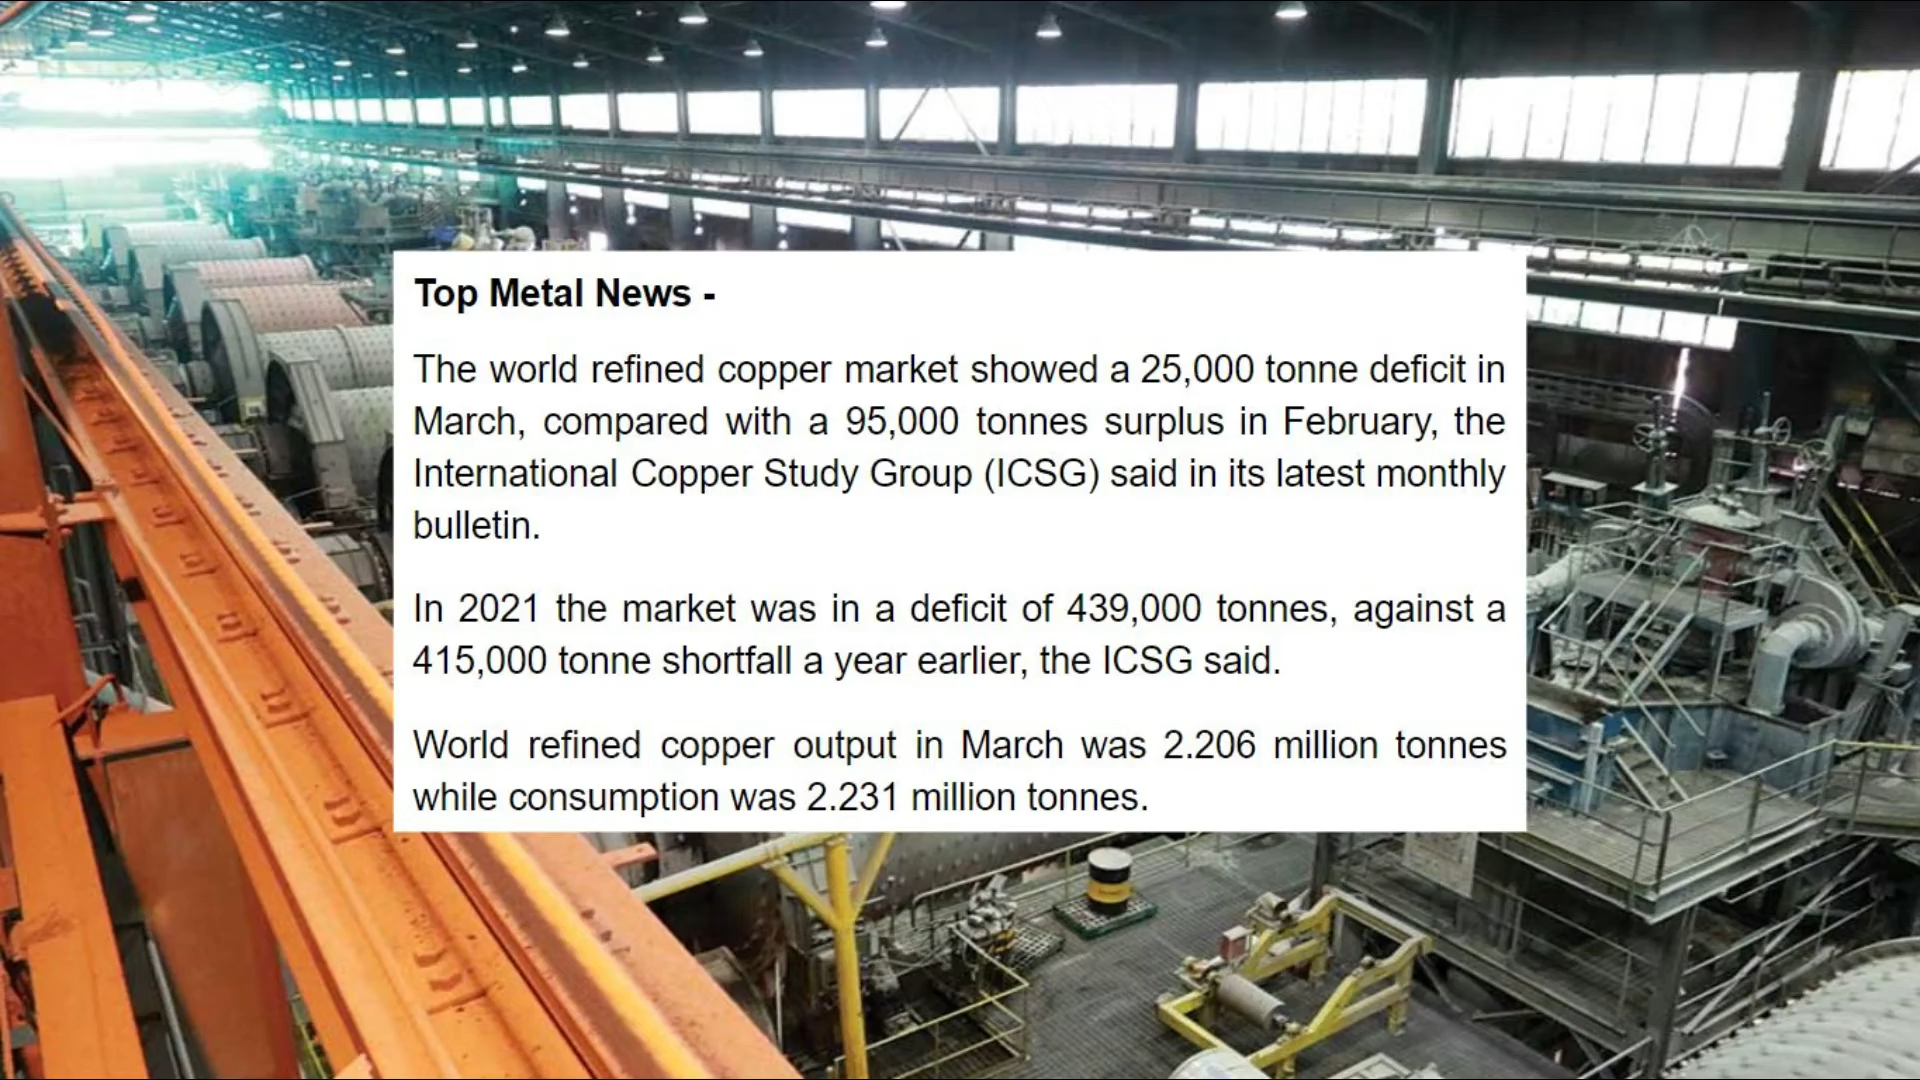 Top Metal News -
The world refined copper market showed a 25,000 tonne deficit in
March, compared with a 95,000 tonnes surplus in February, the
International Copper Study Group (ICSG) said in its latest monthly
bulletin.
In 2021 the market was in a deficit of 439,000 tonnes, against a
415,000 tonne shortfall a year earlier, the ICSG said.
World refined copper output in March was 2.206 million tonnes
while consumption was 2.231 million tonnes.